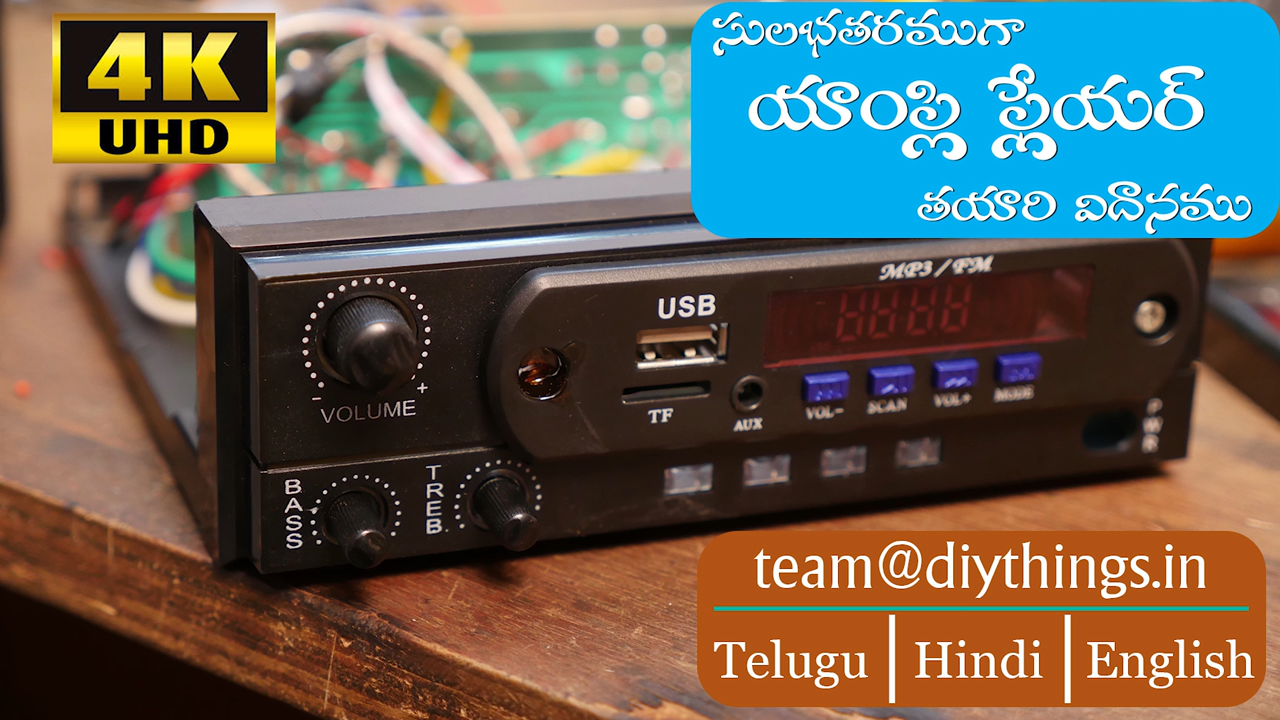 4K
UHD
సులభతరముగా
యాంప్లి ప్లేయర్
తయారి విదానము
MP3 / FM
USB
TF
AUX
VOL-
SCAN
VOL+
MODE
PWR
- +
VOLUME
BASS
TREB.
team@diythings.in
Telugu | Hindi | English